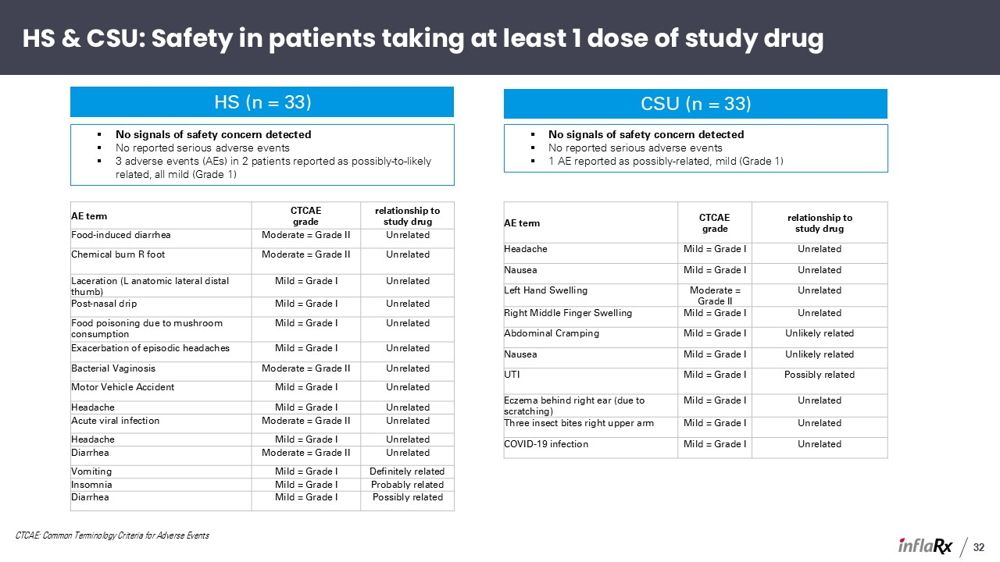 HS & CSU: Safety in patients taking at least 1 dose of study drug
HS (n = 33)
▪ No signals of safety concern detected
▪ No reported serious adverse events
▪ 3 adverse events (AEs) in 2 patients reported as possibly-to-likely
related, all mild (Grade 1)
AE term CTCAE grade relationship to study drug
Food-induced diarrhea Moderate = Grade II Unrelated
Chemical burn R foot Moderate = Grade II Unrelated
Laceration (L anatomic lateral distal
thumb) Mild = Grade I Unrelated
Post-nasal drip Mild = Grade I Unrelated
Food poisoning due to mushroom
consumption Mild = Grade I Unrelated
Exacerbation of episodic headaches Mild = Grade I Unrelated
Bacterial Vaginosis Moderate = Grade II Unrelated
Motor Vehicle Accident Mild = Grade I Unrelated
Headache Mild = Grade I Unrelated
Acute viral infection Moderate = Grade II Unrelated
Headache Mild = Grade I Unrelated
Diarrhea Moderate = Grade II Unrelated
Vomiting Mild = Grade I Definitely related
Insomnia Mild = Grade I Probably related
Diarrhea Mild = Grade I Possibly related
CSU (n = 33)
▪ No signals of safety concern detected
▪ No reported serious adverse events
▪ 1 AE reported as possibly-related, mild (Grade 1)
AE term CTCAE grade relationship to study drug
Headache Mild = Grade I Unrelated
Nausea Mild = Grade I Unrelated
Left Hand Swelling Moderate = Grade II Unrelated
Right Middle Finger Swelling Mild = Grade I Unrelated
Abdominal Cramping Mild = Grade I Unlikely related
Nausea Mild = Grade I Unlikely related
UTI Mild = Grade I Possibly related
Eczema behind right ear (due to
scratching) Mild = Grade I Unrelated
Three insect bites right upper arm Mild = Grade I Unrelated
COVID-19 infection Mild = Grade I Unrelated
CTCAE: Common Terminology Criteria for Adverse Events
inflaRx / 32